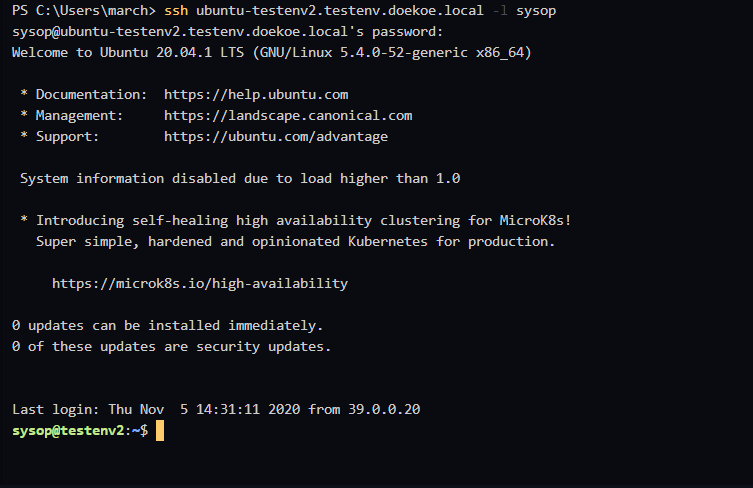 PS C:\Users\march> ssh ubuntu-testenv2.testenv.doekoe.local -l sysop
sysop@ubuntu-testenv2.testenv.doekoe.local's password:
Welcome to Ubuntu 20.04.1 LTS (GNU/Linux 5.4.0-52-generic x86_64)

 * Documentation:  https://help.ubuntu.com
 * Management:     https://landscape.canonical.com
 * Support:        https://ubuntu.com/advantage

 System information disabled due to load higher than 1.0

 * Introducing self-healing high availability clustering for MicroK8s!
   Super simple, hardened and opinionated Kubernetes for production.

     https://microk8s.io/high-availability

0 updates can be installed immediately.
0 of these updates are security updates.


Last login: Thu Nov  5 14:31:11 2020 from 39.0.0.20
sysop@testenv2:~$